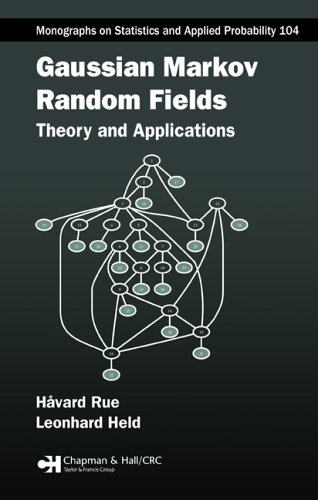 Monographs on Statistics and Applied Probability 104
Gaussian Markov
Random Fields
Theory and Applications
Håvard Rue
Leonhard Held
Chapman & Hall/CRC
Taylor & Francis Group